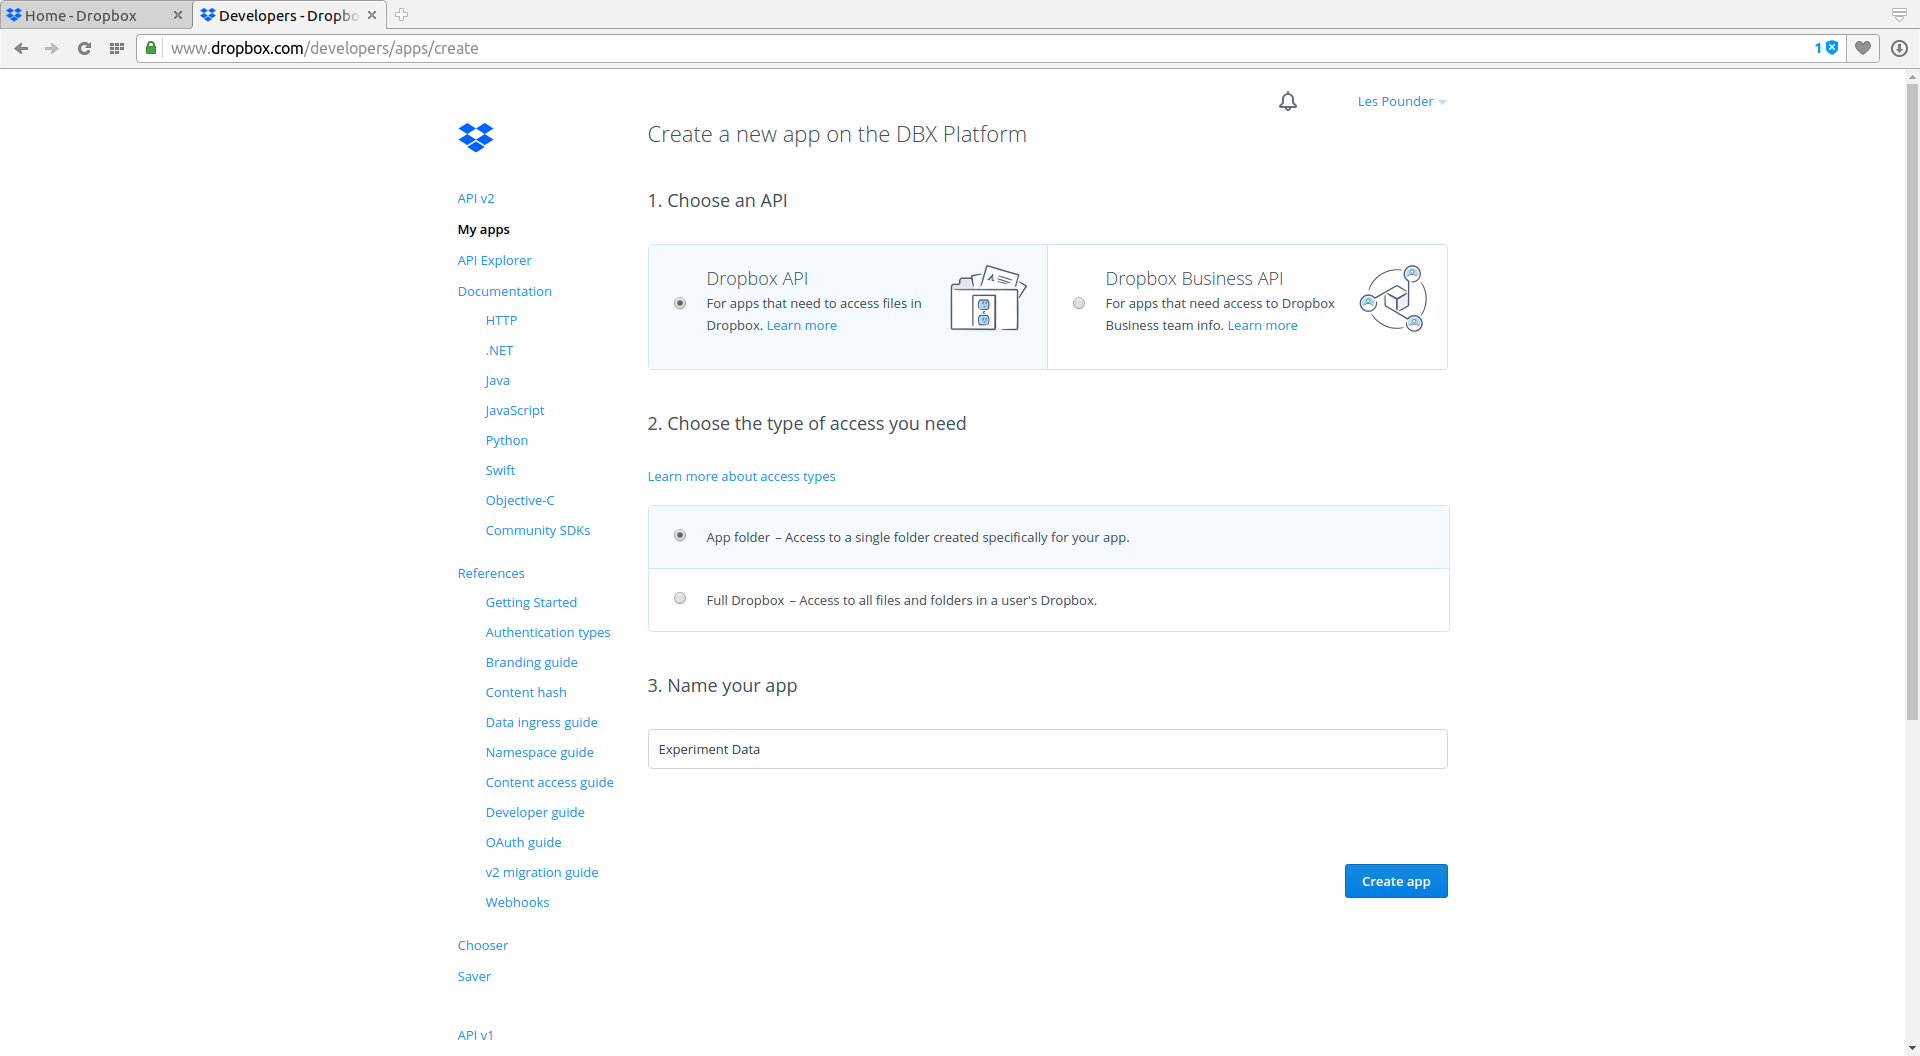 Home - Dropbox
Developers - Dropbo
www.dropbox.com/developers/apps/create
1
Les Pounder
Create a new app on the DBX Platform
API v2
My apps
API Explorer
Documentation
HTTP
.NET
Java
JavaScript
Python
Swift
Objective-C
Community SDKs
References
Getting Started
Authentication types
Branding guide
Content hash
Data ingress guide
Namespace guide
Content access guide
Developer guide
OAuth guide
v2 migration guide
Webhooks
Chooser
Saver
API v1
1. Choose an API
Dropbox API
For apps that need to access files in
Dropbox. Learn more
Dropbox Business API
For apps that need access to Dropbox
Business team info. Learn more
2. Choose the type of access you need
Learn more about access types
App folder – Access to a single folder created specifically for your app.
Full Dropbox – Access to all files and folders in a user's Dropbox.
3. Name your app
Experiment Data
Create app